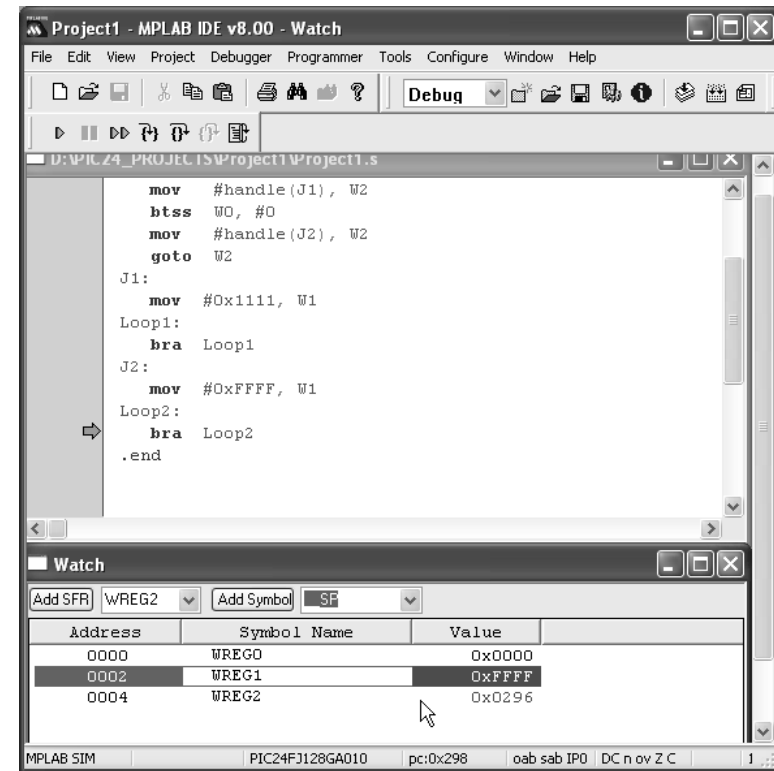 Project1 - MPLAB IDE v8.00 - Watch
File Edit View Project Debugger Programmer Tools Configure Window Help
Debug
D:\PIC24_PROJECTS\Project1\Project1.s
mov #handle(J1), W2
btss W0, #0
mov #handle(J2), W2
goto W2
J1:
mov #0x1111, W1
Loop1:
bra Loop1
J2:
mov #0xFFFF, W1
Loop2:
bra Loop2
.end
Watch
Add SFR WREG2 Add Symbol _SP
Address Symbol Name Value
0000 WREG0 0x0000
0002 WREG1 0xFFFF
0004 WREG2 0x0296
MPLAB SIM PIC24FJ128GA010 pc:0x298 oab sab IP0 DC n ov Z C 1